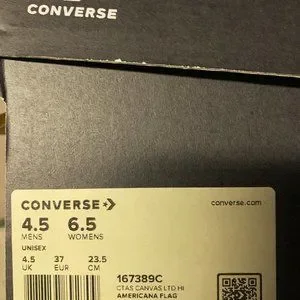 CONVERSE
CONVERSE
converse.com
4.5 6.5
MENS WOMENS
UNISEX
4.5 37 23.5
UK EUR CM
167389C
CTAS CANVAS LTD HI
AMERICANA FLAG